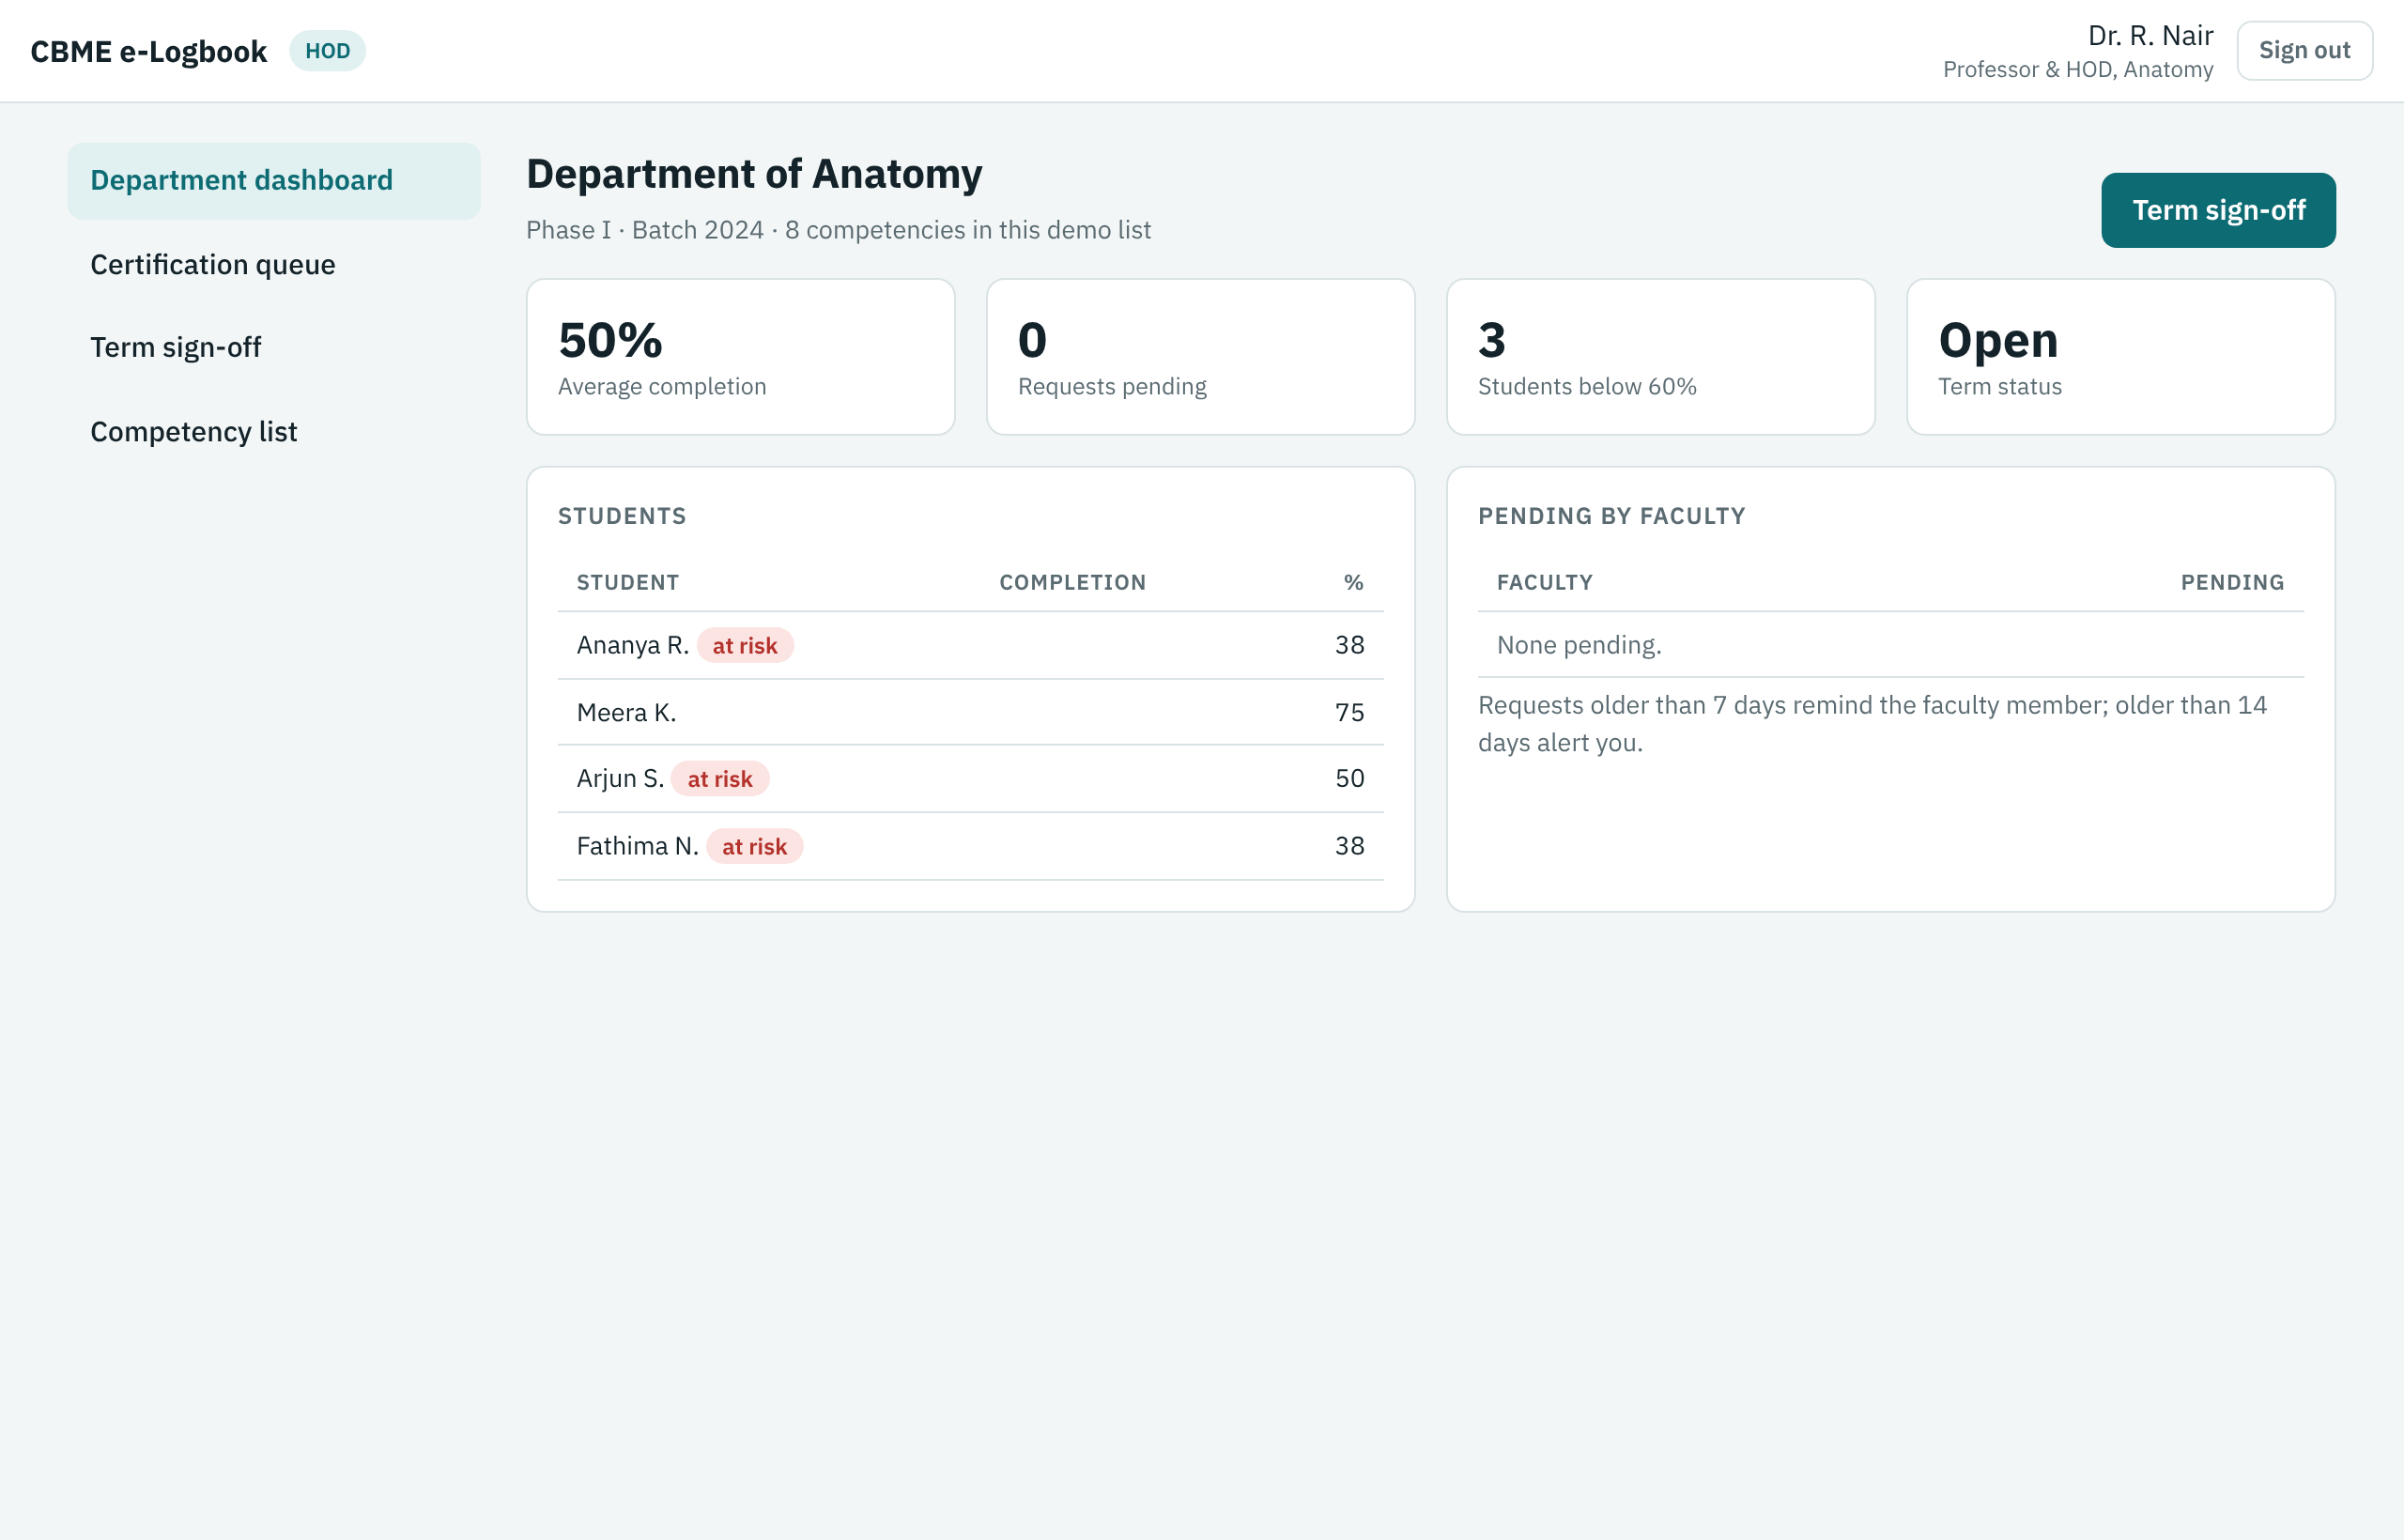 CBME e-Logbook HOD
Dr. R. Nair
Professor & HOD, Anatomy
Sign out
Department dashboard
Certification queue
Term sign-off
Competency list
Department of Anatomy
Phase I · Batch 2024 · 8 competencies in this demo list
Term sign-off
50%
Average completion
0
Requests pending
3
Students below 60%
Open
Term status
STUDENTS
STUDENT COMPLETION %
Ananya R. at risk 38
Meera K. 75
Arjun S. at risk 50
Fathima N. at risk 38
PENDING BY FACULTY
FACULTY PENDING
None pending.
Requests older than 7 days remind the faculty member; older than 14
days alert you.